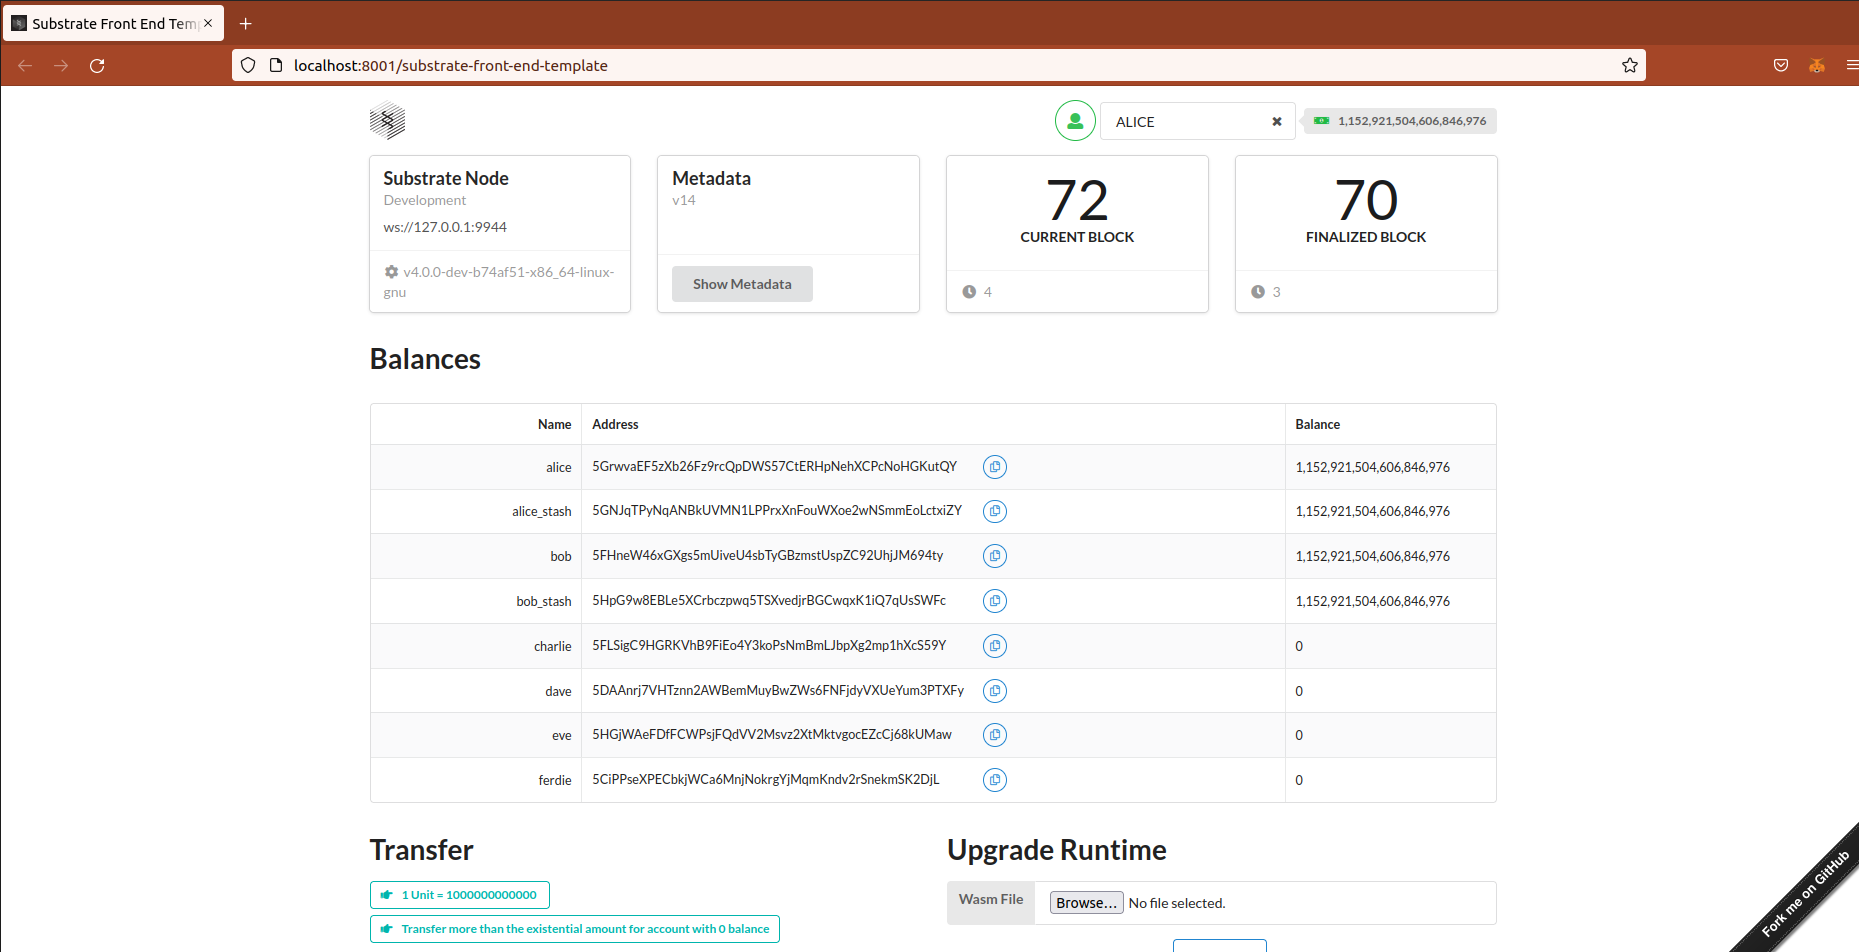 Substrate Front End Temp
localhost:8001/substrate-front-end-template
ALICE
1,152,921,504,606,846,976
Substrate Node
Development
ws://127.0.0.1:9944
v4.0.0-dev-b74af51-x86_64-linux-
gnu
Metadata
v14
Show Metadata
72
CURRENT BLOCK
4
70
FINALIZED BLOCK
3
Balances
Name Address Balance
alice 5GrwvaEF5zXb26Fz9rcQpDWS57CtERHpNehXCPcNoHGKutQY 1,152,921,504,606,846,976
alice_stash 5GNJqTPyNqANBkUVMN1LPPrxXnFouWXoe2wNSmmEoLctxiZY 1,152,921,504,606,846,976
bob 5FHneW46xGXgs5mUiveU4sbTyGBzmstUspZC92UhjJM694ty 1,152,921,504,606,846,976
bob_stash 5HpG9w8EBLe5XCrbczpwq5TSXvedjrBGCwqxK1iQ7qUsSWFc 1,152,921,504,606,846,976
charlie 5FLSigC9HGRKVhB9FiEo4Y3koPsNmBmLJbpXg2mp1hXcS59Y 0
dave 5DAAnrj7VHTznn2AWBemMuyBwZWs6FNFjdyVXUeYum3PTXFy 0
eve 5HGjWAeFDfFCWPsjFQdVV2Msvz2XtMktvgocEZcCj68kUMaw 0
ferdie 5CiPPseXPECbkjWCa6MnjNokrgYjMqmKndv2rSnekmSK2DjL 0
Transfer
1 Unit = 1000000000000
Transfer more than the existential amount for account with 0 balance
Upgrade Runtime
Wasm File Browse... No file selected.
Fork me on GitHub